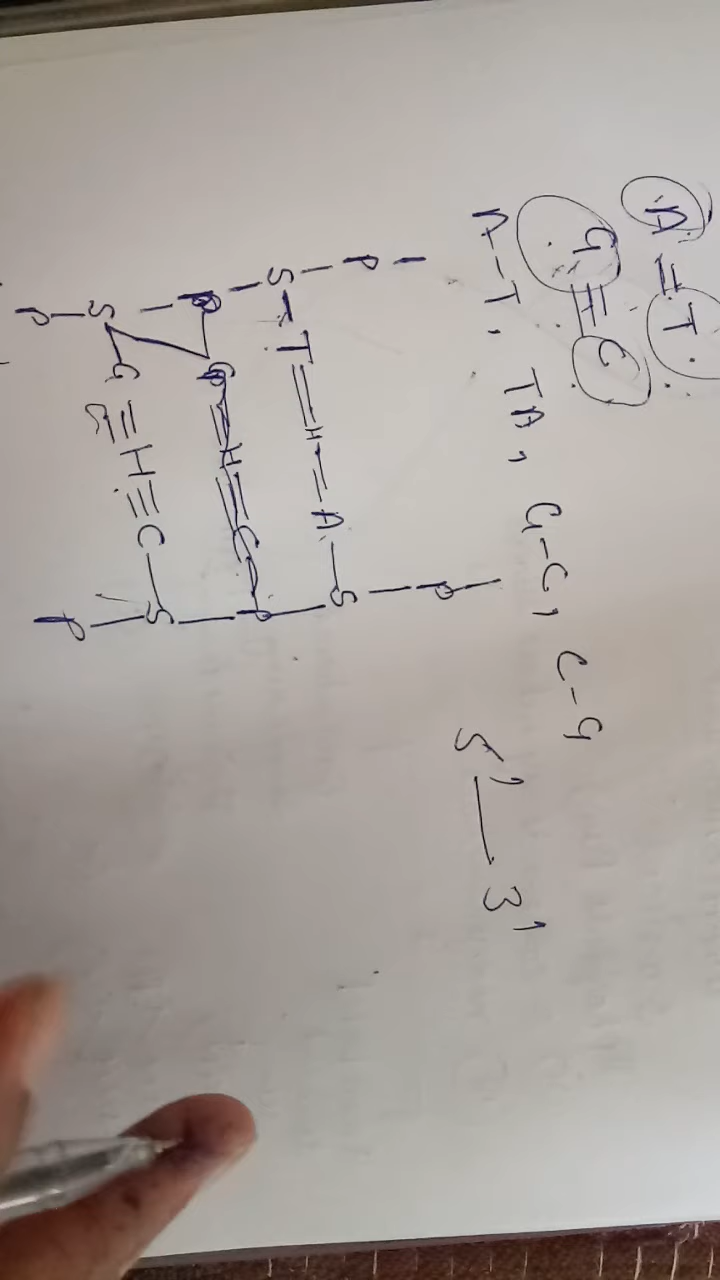 A = T
G ≡ C
A-T, TA, G-C, C-G
5' — 3'
- P - S - T = H = A - S - P -
P P
P - S - G ≡ H ≡ C - S - P